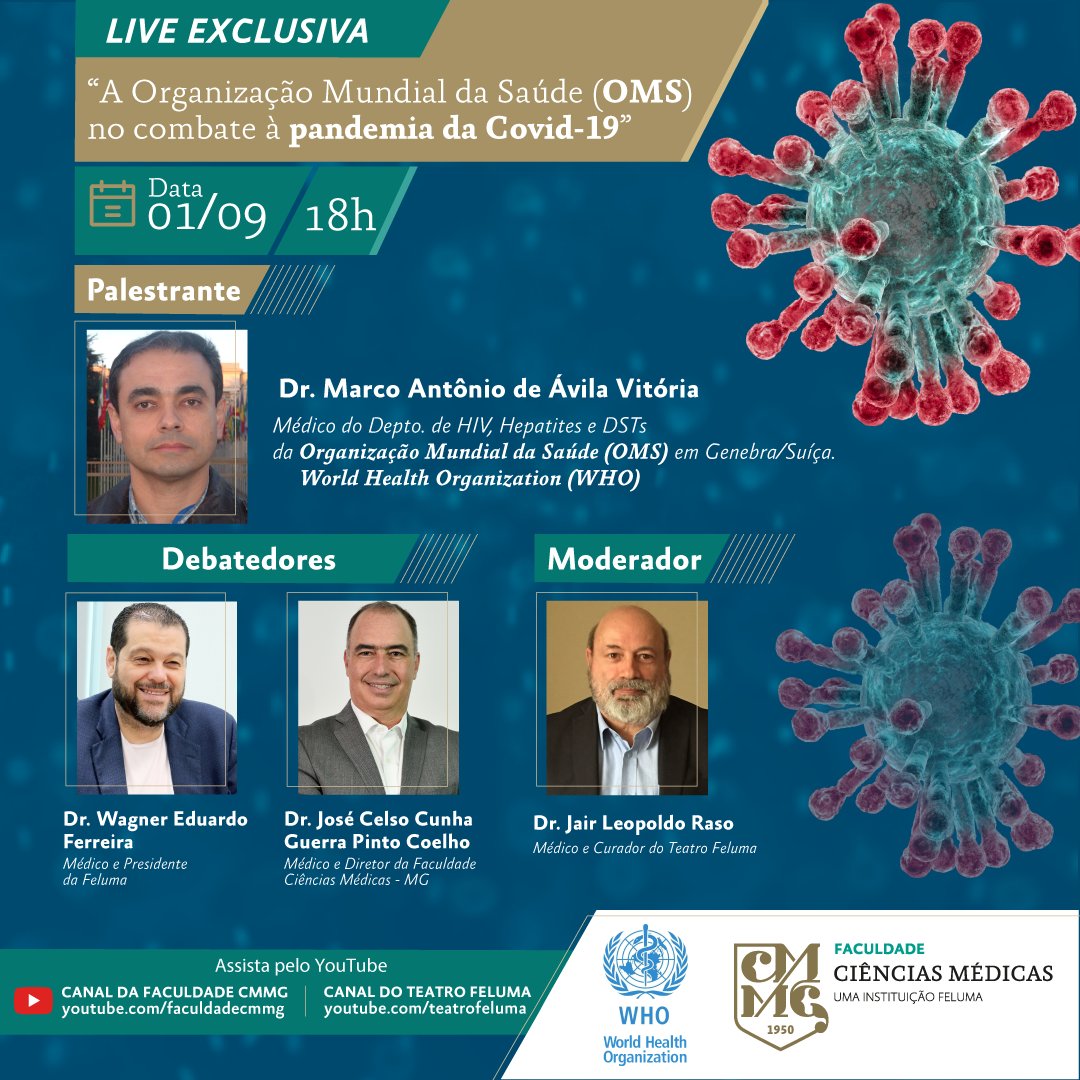 LIVE EXCLUSIVA
“A Organização Mundial da Saúde (OMS)
no combate à pandemia da Covid-19”
Data
01/09
18h
Palestrante
Dr. Marco Antônio de Ávila Vitória
Médico do Depto. de HIV, Hepatites e DSTs
da Organização Mundial da Saúde (OMS) em Genebra/Suíça.
World Health Organization (WHO)
Debatedores
Dr. Wagner Eduardo
Ferreira
Médico e Presidente
da Feluma
Dr. José Celso Cunha
Guerra Pinto Coelho
Médico e Diretor da Faculdade
Ciências Médicas - MG
Moderador
Dr. Jair Leopoldo Raso
Médico e Curador do Teatro Feluma
Assista pelo YouTube
CANAL DA FACULDADE CMMG
youtube.com/faculdadecmmg
CANAL DO TEATRO FELUMA
youtube.com/teatrofeluma
WHO
World Health
Organization
CM
MG
1950
FACULDADE
CIÊNCIAS MÉDICAS
UMA INSTITUIÇÃO FELUMA